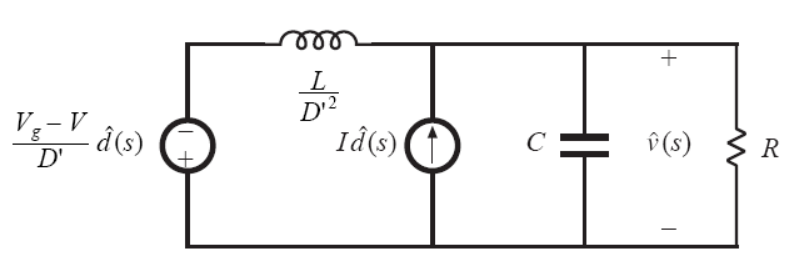 (V_g − V)/D' d̂(s)
−
+
L/D'²
I d̂(s)
C
+
v̂(s)
−
R